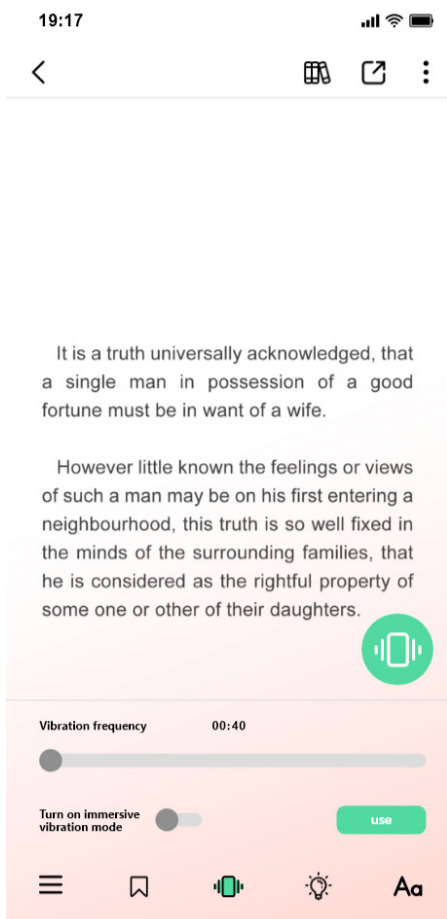 19:17
It is a truth universally acknowledged, that
a single man in possession of a good
fortune must be in want of a wife.
However little known the feelings or views
of such a man may be on his first entering a
neighbourhood, this truth is so well fixed in
the minds of the surrounding families, that
he is considered as the rightful property of
some one or other of their daughters.
Vibration frequency 00:40
Turn on immersive
vibration mode
use
Aa